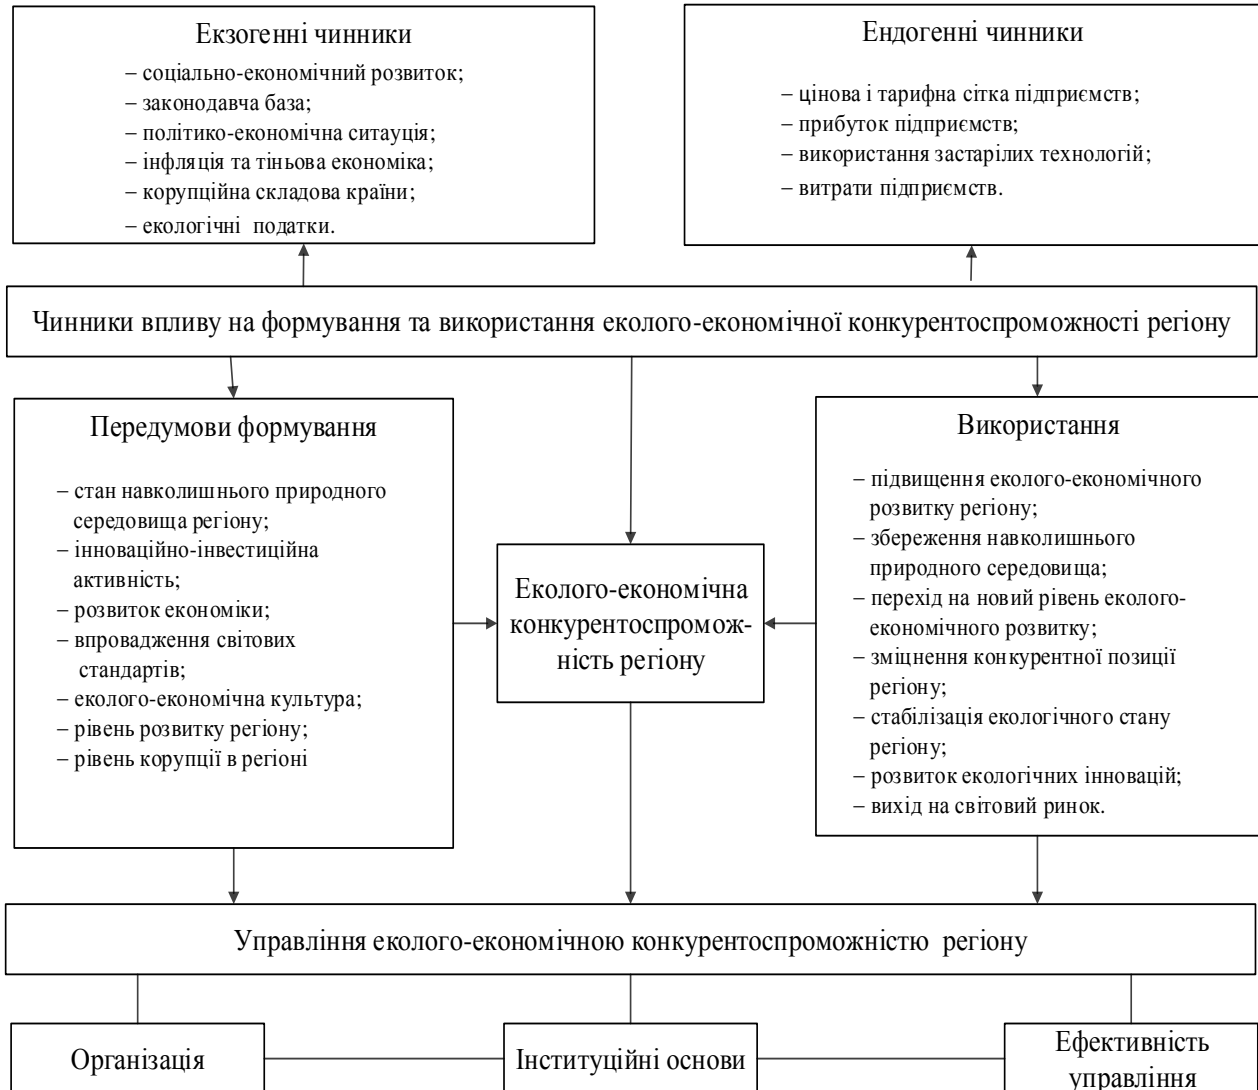 Екзогенні чинники
– соціально-економічний розвиток;
– законодавча база;
– політико-економічна ситауція;
– інфляція та тіньова економіка;
– корупційна складова країни;
– екологічні податки.
Ендогенні чинники
– цінова і тарифна сітка підприємств;
– прибуток підприємств;
– використання застарілих технологій;
– витрати підприємств.
Чинники впливу на формування та використання еколого-економічної конкурентоспроможності регіону
Передумови формування
– стан навколишнього природного
середовища регіону;
– інноваційно-інвестиційна
активність;
– розвиток економіки;
– впровадження світових
стандартів;
– еколого-економічна культура;
– рівень розвитку регіону;
– рівень корупції в регіоні
Еколого-економічна
конкурентоспромож-
ність регіону
Використання
– підвищення еколого-економічного
розвитку регіону;
– збереження навколишнього
природного середовища;
– перехід на новий рівень еколого-
економічного розвитку;
– зміцнення конкурентної позиції
регіону;
– стабілізація екологічного стану
регіону;
– розвиток екологічних інновацій;
– вихід на світовий ринок.
Управління еколого-економічною конкурентоспроможністю регіону
Організація
Інституційні основи
Ефективність
управління